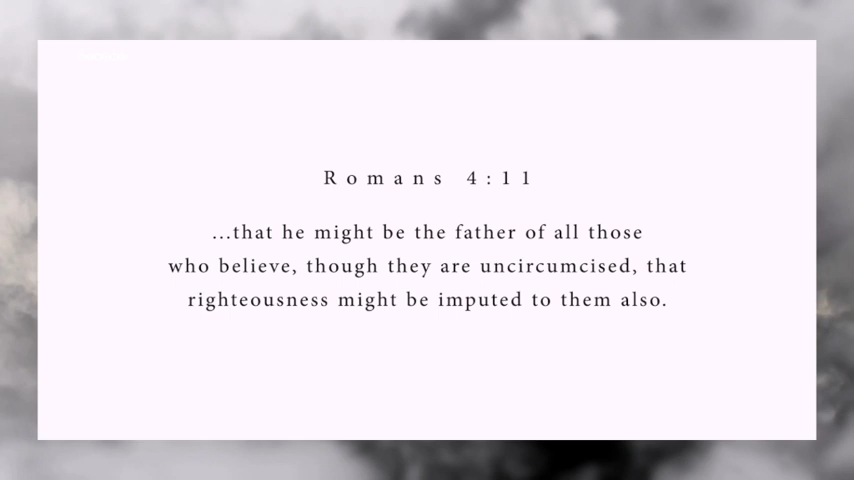 Romans 4:11
...that he might be the father of all those
who believe, though they are uncircumcised, that
righteousness might be imputed to them also.